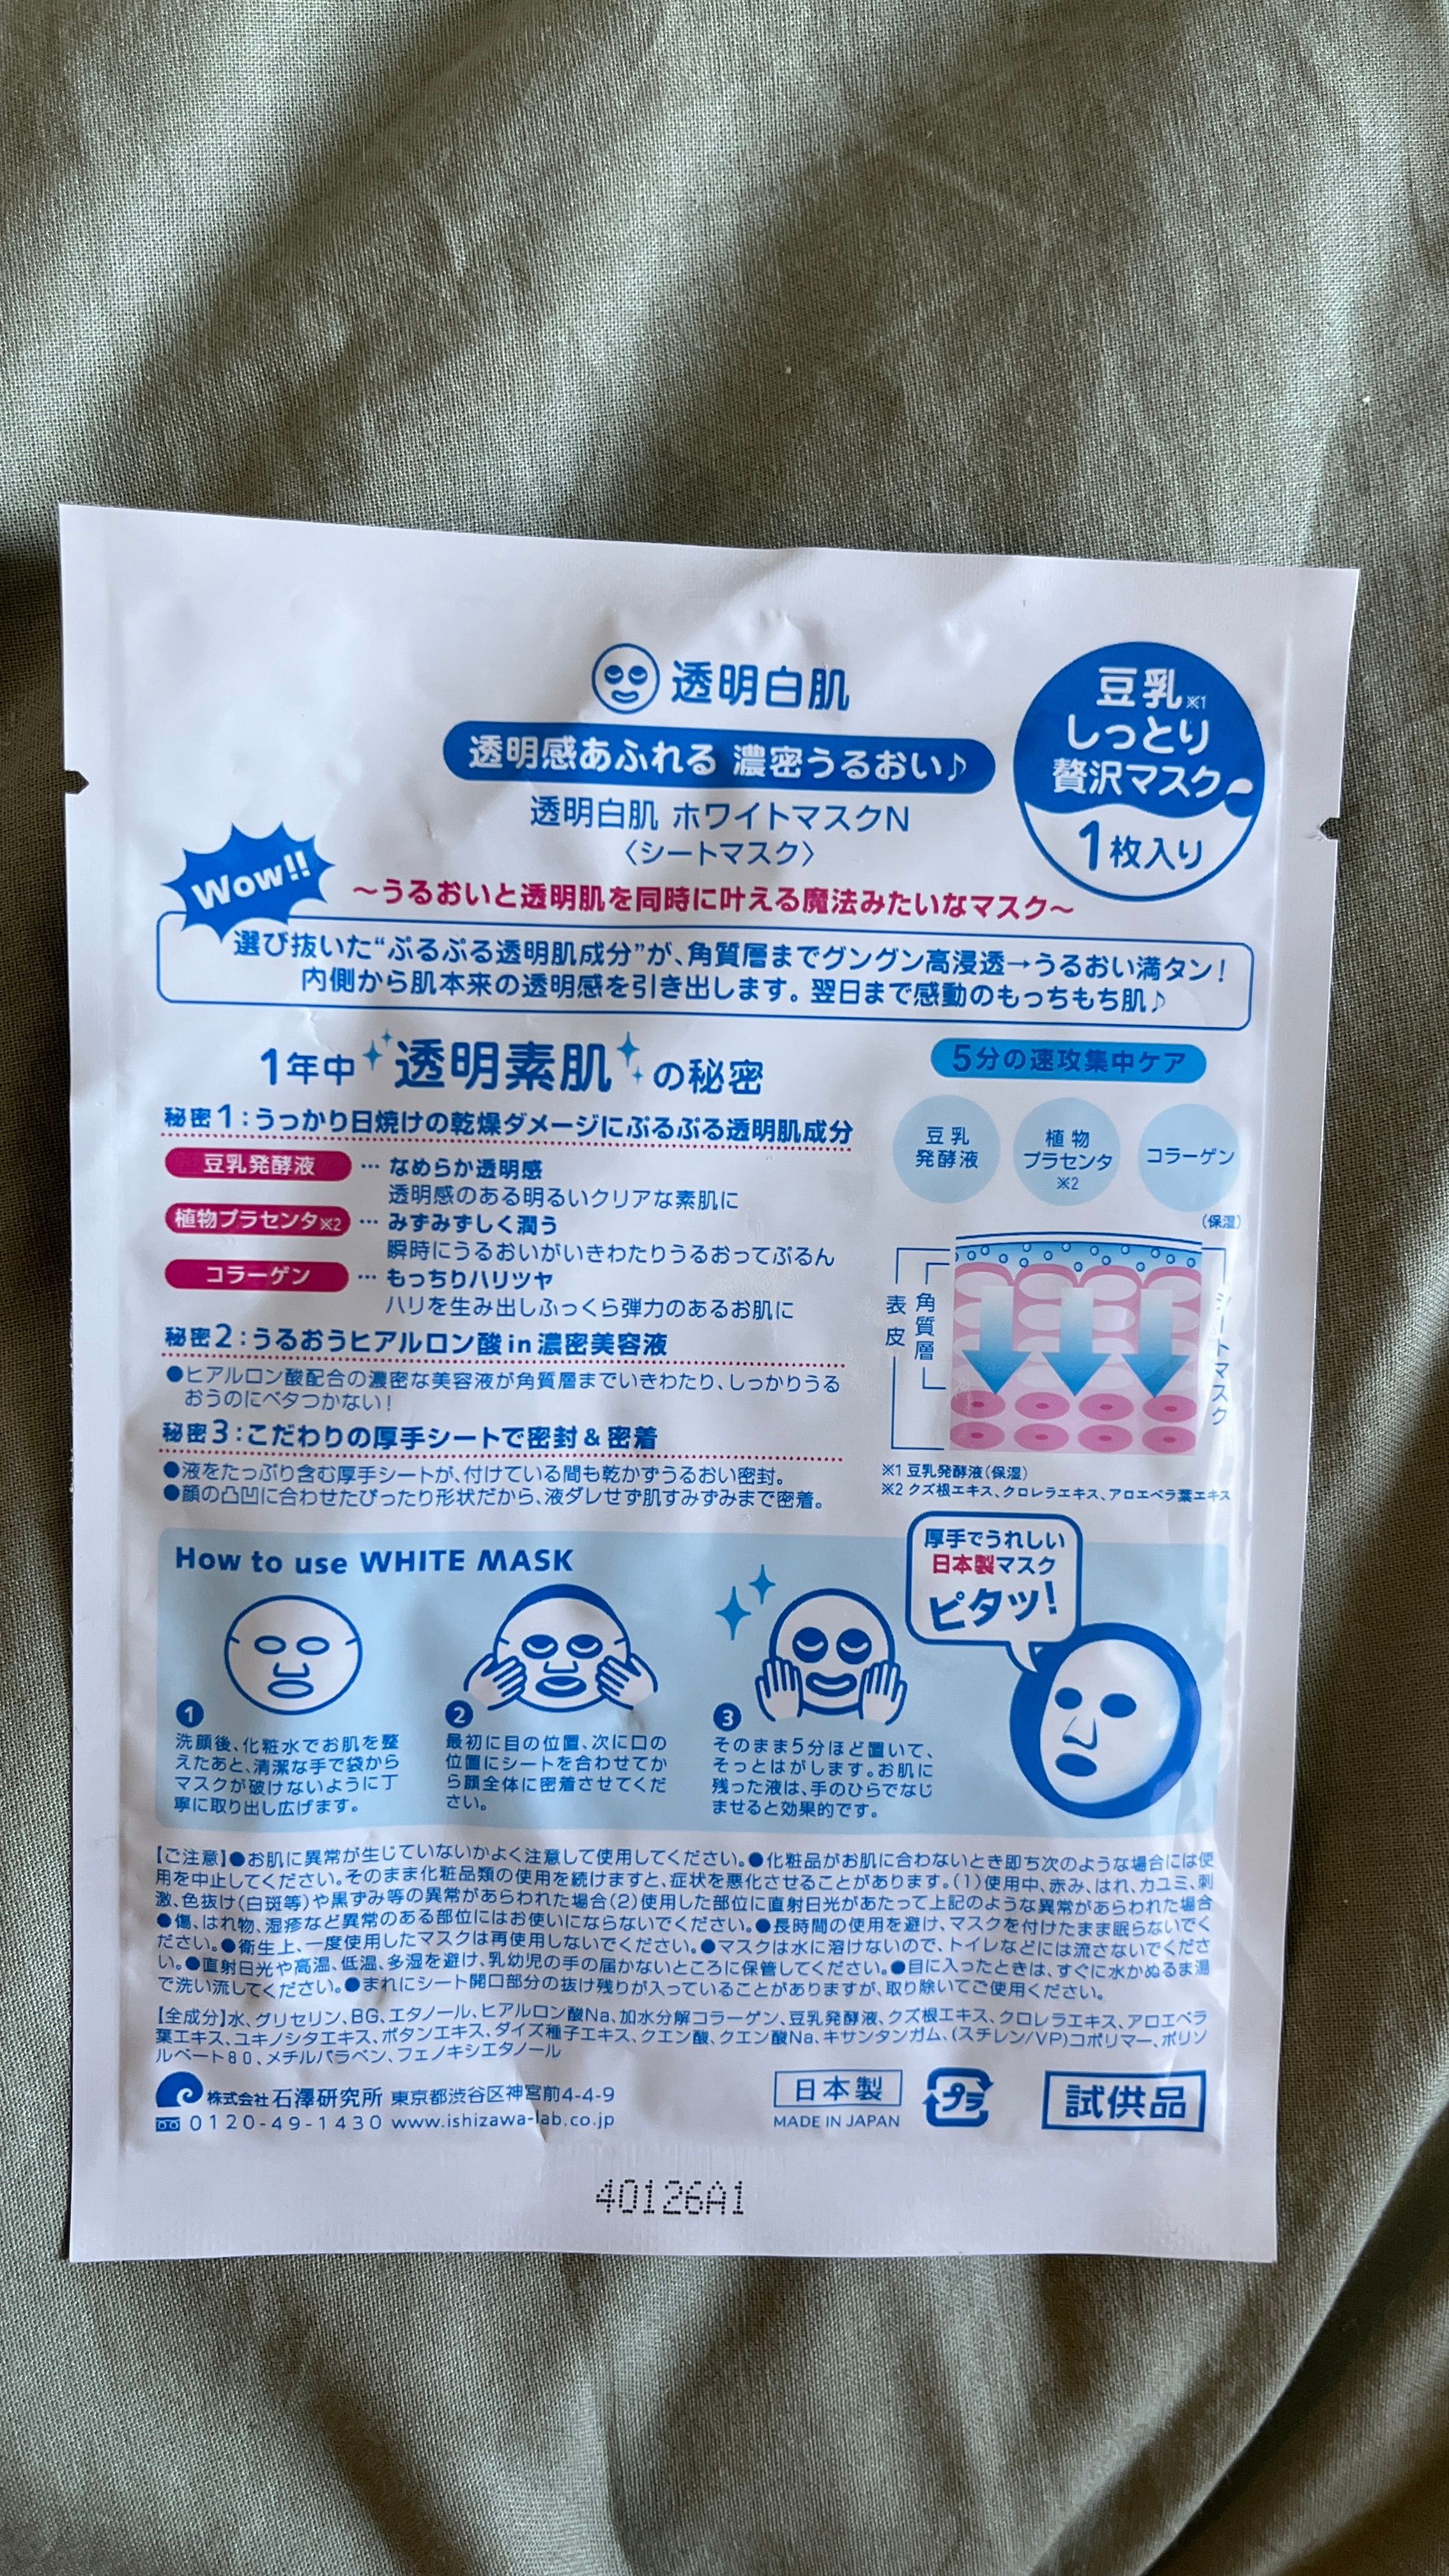 透明白肌
豆乳※1
しっとり
贅沢マスク
1枚入り
透明感あふれる 濃密うるおい♪
透明白肌 ホワイトマスクN
〈シートマスク〉
Wow!!
～うるおいと透明肌を同時に叶える魔法みたいなマスク～
選び抜いた“ぷるぷる透明肌成分”が、角質層までグングン高浸透→うるおい満タン！
内側から肌本来の透明感を引き出します。翌日まで感動のもっちもち肌♪
1年中透明素肌の秘密
秘密1：うっかり日焼けの乾燥ダメージにぷるぷる透明肌成分
豆乳発酵液 … なめらか透明感
透明感のある明るいクリアな素肌に
植物プラセンタ※2 … みずみずしく潤う
瞬時にうるおいがいきわたりうるおってぷるん
コラーゲン … もっちりハリツヤ
ハリを生み出しふっくら弾力のあるお肌に
秘密2：うるおうヒアルロン酸in濃密美容液
●ヒアルロン酸配合の濃密な美容液が角質層までいきわたり、しっかりうる
おうのにベタつかない！
秘密3：こだわりの厚手シートで密封＆密着
●液をたっぷり含む厚手シートが、付けている間も乾かずうるおい密封。
●顔の凸凹に合わせたぴったり形状だから、液ダレせず肌すみずみまで密着。
5分の速攻集中ケア
豆乳
発酵液
植物
プラセンタ
※2
コラーゲン
（保湿）
表皮
角質層
シートマスク
※1 豆乳発酵液（保湿）
※2 クズ根エキス、クロレラエキス、アロエベラ葉エキス
How to use WHITE MASK
厚手でうれしい
日本製マスク
ピタッ！
1
洗顔後、化粧水でお肌を整
えたあと、清潔な手で袋から
マスクが破けないように丁
寧に取り出し広げます。
2
最初に目の位置、次に口の
位置にシートを合わせてか
ら顔全体に密着させてくだ
さい。
3
そのまま5分ほど置いて、
そっとはがします。お肌に
残った液は、手のひらでなじ
ませると効果的です。
【ご注意】●お肌に異常が生じていないかよく注意して使用してください。●化粧品がお肌に合わないとき即ち次のような場合には使
用を中止してください。そのまま化粧品類の使用を続けますと、症状を悪化させることがあります。（1）使用中、赤み、はれ、カユミ、刺
激、色抜け（白斑等）や黒ずみ等の異常があらわれた場合（2）使用した部位に直射日光があたって上記のような異常があらわれた場合
●傷、はれ物、湿疹など異常のある部位にはお使いにならないでください。●長時間の使用を避け、マスクを付けたまま眠らないでく
ださい。●衛生上、一度使用したマスクは再使用しないでください。●マスクは水に溶けないので、トイレなどには流さないでくださ
い。●直射日光や高温、低温、多湿を避け、乳幼児の手の届かないところに保管してください。●目に入ったときは、すぐに水かぬるま湯
で洗い流してください。●まれにシート開口部分の抜け残りが入っていることがありますが、取り除いてご使用ください。
【全成分】水、グリセリン、BG、エタノール、ヒアルロン酸Na、加水分解コラーゲン、豆乳発酵液、クズ根エキス、クロレラエキス、アロエベラ
葉エキス、ユキノシタエキス、ボタンエキス、ダイズ種子エキス、クエン酸、クエン酸Na、キサンタンガム、（スチレン/VP）コポリマー、ポリソ
ルベート80、メチルパラベン、フェノキシエタノール
株式会社石澤研究所 東京都渋谷区神宮前4-4-9
0120-49-1430 www.ishizawa-lab.co.jp
日本製
MADE IN JAPAN
プラ
試供品
40126A1